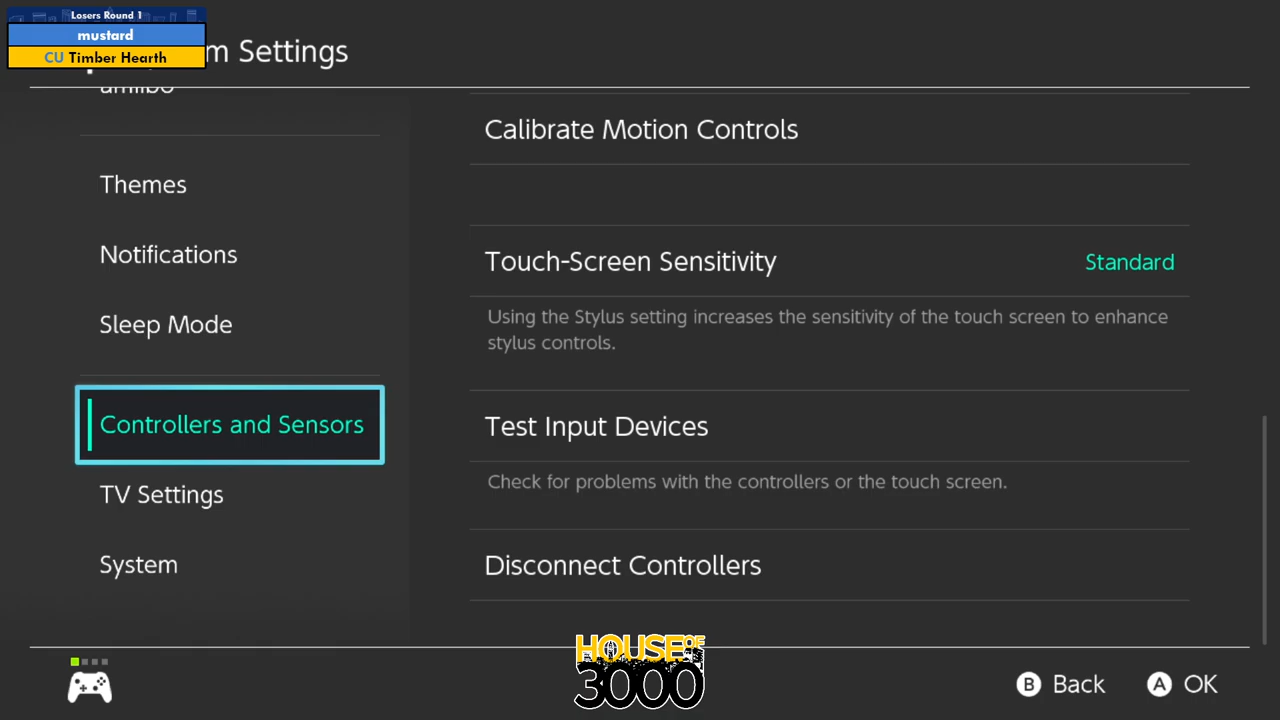 Losers Round 1
mustard
CU Timber Hearth
m Settings
amiibo
Themes
Notifications
Sleep Mode
Controllers and Sensors
TV Settings
System
Calibrate Motion Controls
Touch-Screen Sensitivity
Standard
Using the Stylus setting increases the sensitivity of the touch screen to enhance
stylus controls.
Test Input Devices
Check for problems with the controllers or the touch screen.
Disconnect Controllers
HOUSE OF
3000
B Back
A OK